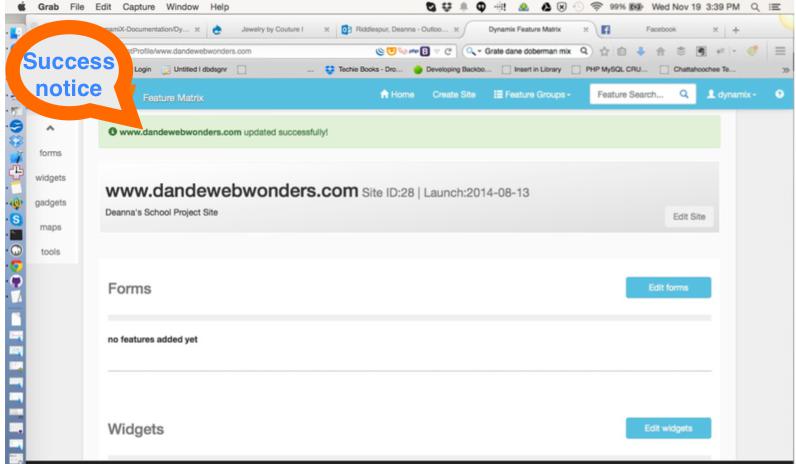 Grab File Edit Capture Window Help 99% Wed Nov 19 3:39 PM
namiX-Documentation/Dy... Jewelry by Couture I Riddlespur, Deanna - Outloo... Dynamix Feature Matrix Facebook
etProfile/www.dandewebwonders.com Grate dane doberman mix
Login Untitled I dbdsgnr ... Techie Books - Dro... Developing Backbo... Insert in Library PHP MySQL CRU... Chattahoochee Te...
Success
notice
Feature Matrix Home Create Site Feature Groups Feature Search... dynamix
www.dandewebwonders.com updated successfully!
forms
widgets
gadgets
maps
tools
www.dandewebwonders.com Site ID:28 | Launch:2014-08-13
Deanna's School Project Site
Edit Site
Forms
Edit forms
no features added yet
Widgets
Edit widgets